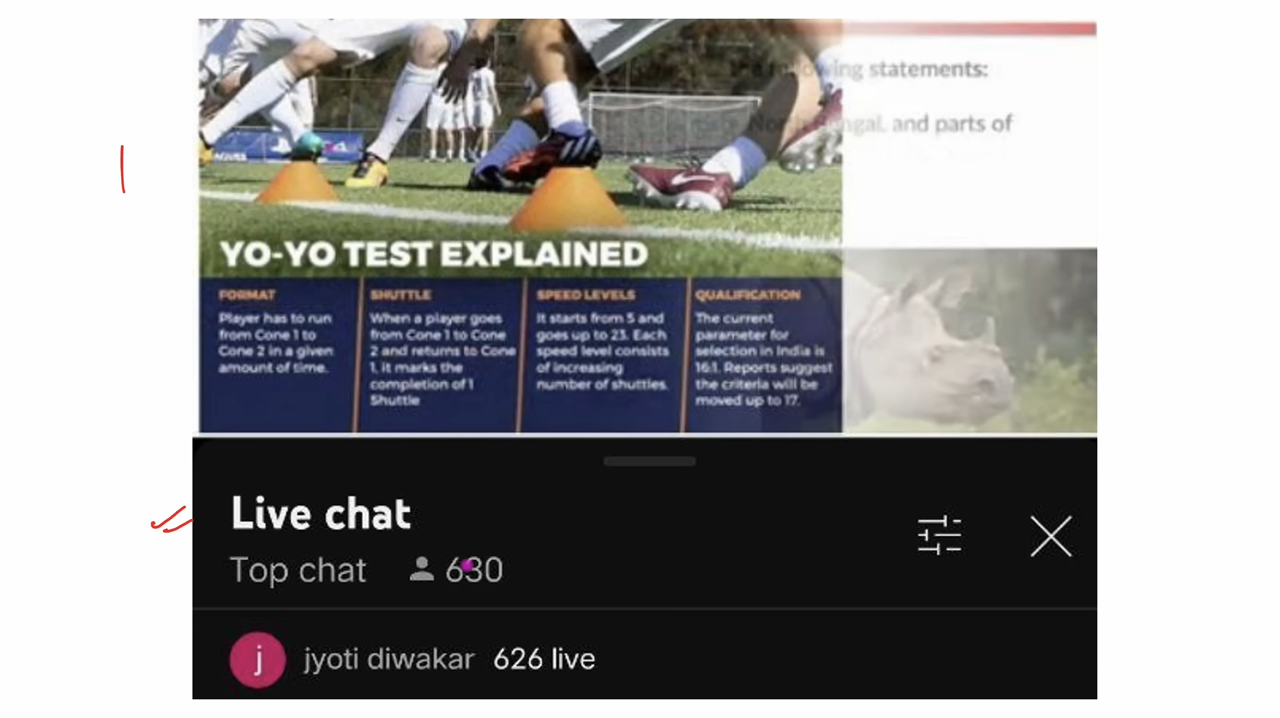 following statements:
and parts of
YO-YO TEST EXPLAINED
FORMAT
Player has to run
from Cone 1 to
Cone 2 in a given
amount of time.
SHUTTLE
When a player goes
from Cone 1 to Cone
2 and returns to Cone
1, it marks the
completion of 1
Shuttle
SPEED LEVELS
It starts from 5 and
goes up to 23. Each
speed level consists
of increasing
number of shuttles.
QUALIFICATION
The current
parameter for
selection in India is
16:1. Reports suggest
the criteria will be
moved up to 17.
Live chat
Top chat 630
j jyoti diwakar 626 live